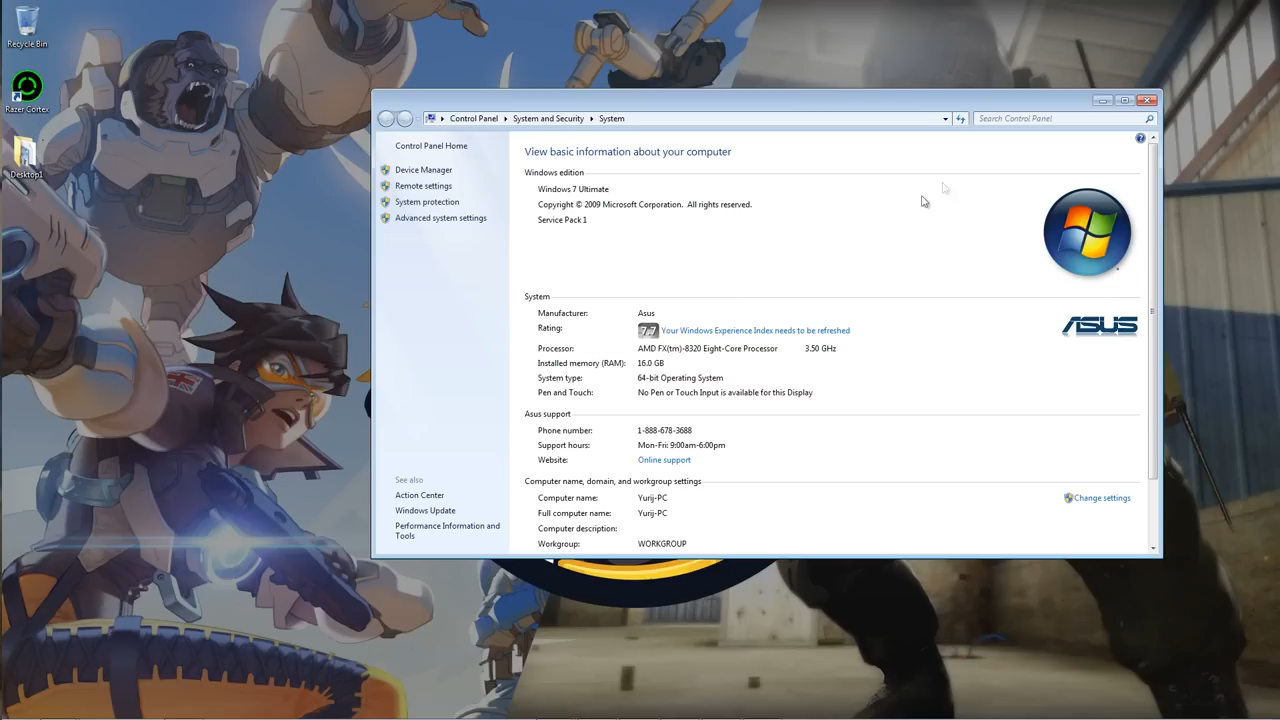 Recycle Bin
Razer Cortex
Desktop1
Control Panel System and Security System
Search Control Panel
Control Panel Home
Device Manager
Remote settings
System protection
Advanced system settings
See also
Action Center
Windows Update
Performance Information and
Tools
View basic information about your computer
Windows edition
Windows 7 Ultimate
Copyright © 2009 Microsoft Corporation. All rights reserved.
Service Pack 1
System
Manufacturer: Asus
Rating: 7.7 Your Windows Experience Index needs to be refreshed
Processor: AMD FX(tm)-8320 Eight-Core Processor 3.50 GHz
Installed memory (RAM): 16.0 GB
System type: 64-bit Operating System
Pen and Touch: No Pen or Touch Input is available for this Display
ASUS
Asus support
Phone number: 1-888-678-3688
Support hours: Mon-Fri: 9:00am-6:00pm
Website: Online support
Computer name, domain, and workgroup settings
Computer name: Yurij-PC
Change settings
Full computer name: Yurij-PC
Computer description:
Workgroup: WORKGROUP